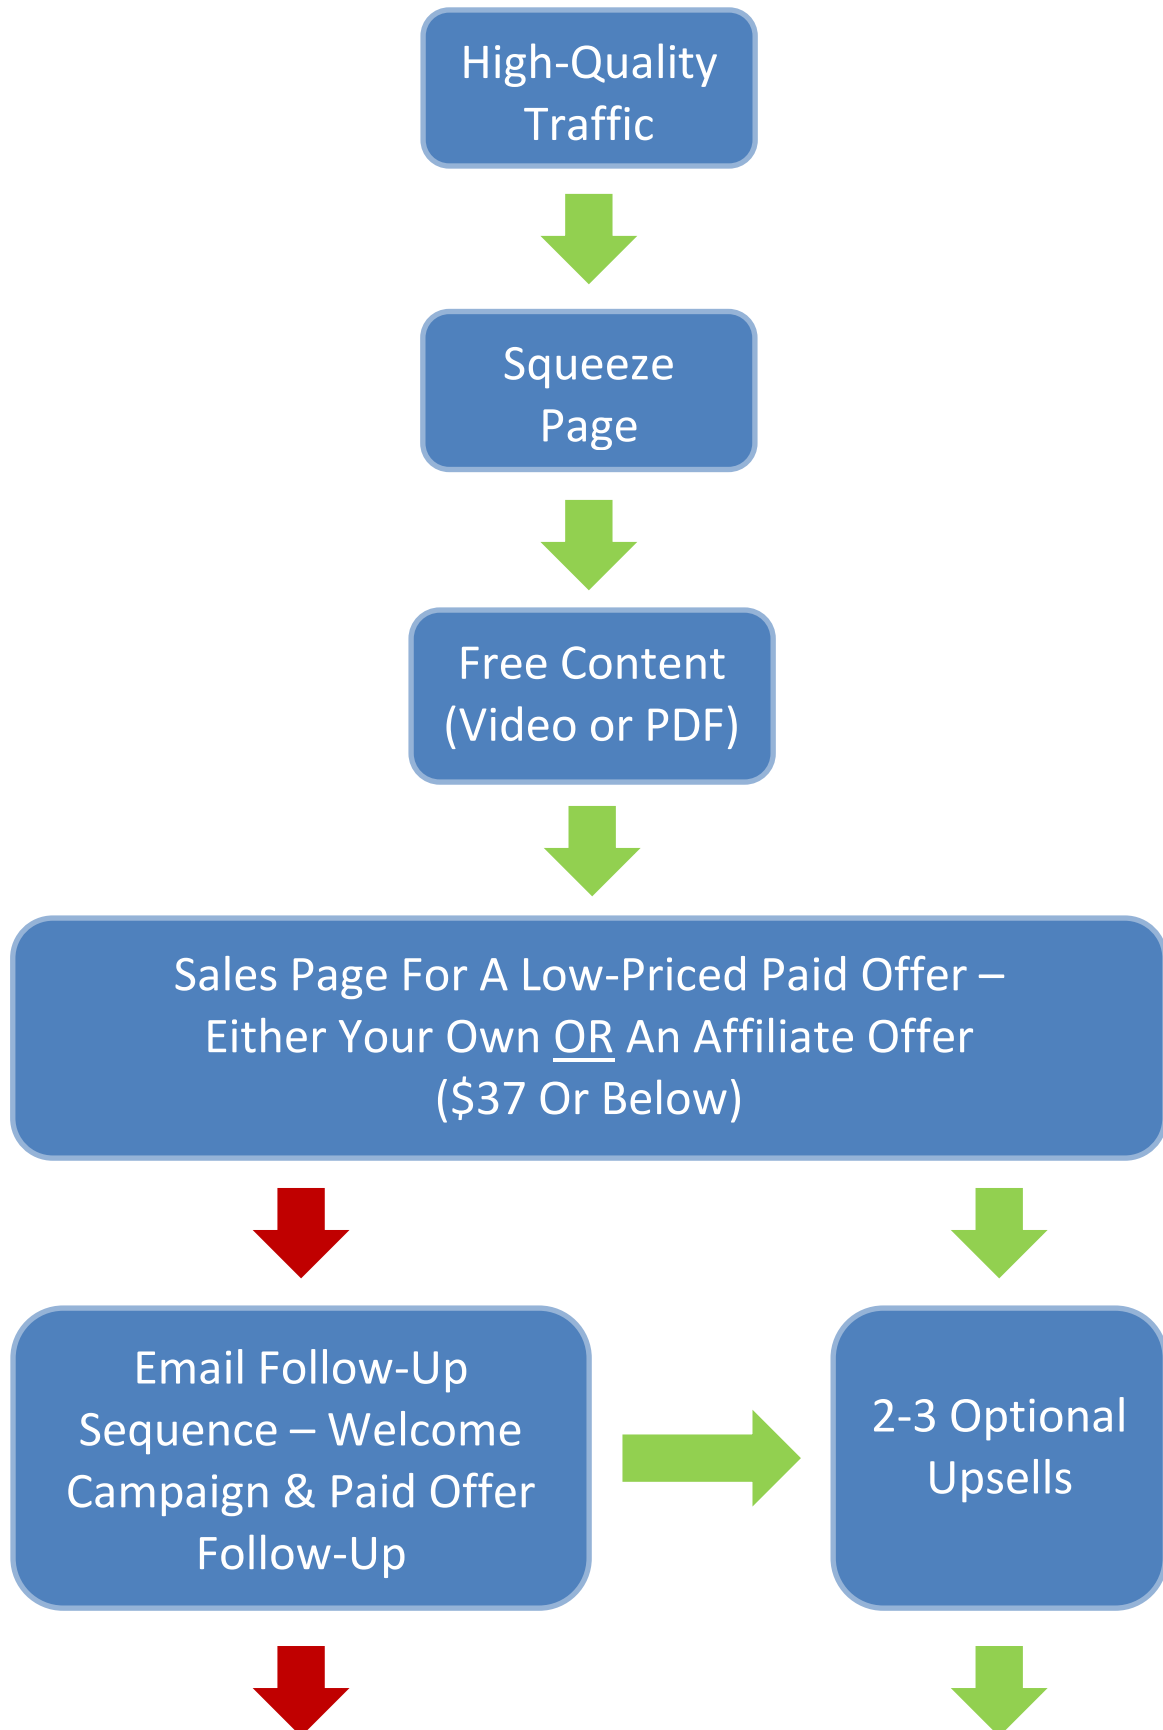 High-Quality
Traffic
Squeeze
Page
Free Content
(Video or PDF)
Sales Page For A Low-Priced Paid Offer –
Either Your Own OR An Affiliate Offer
($37 Or Below)
Email Follow-Up
Sequence – Welcome
Campaign & Paid Offer
Follow-Up
2-3 Optional
Upsells